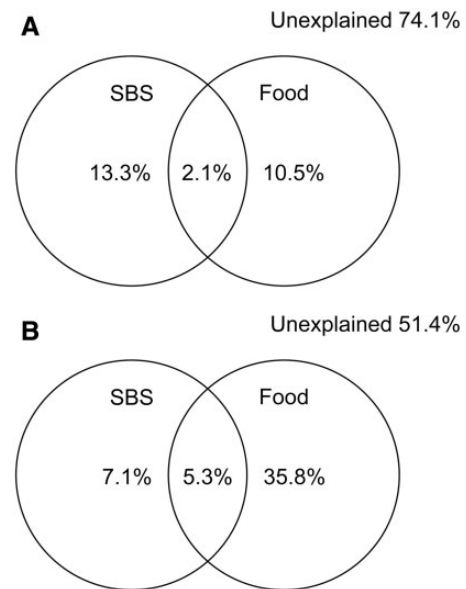 A
Unexplained 74.1%
SBS Food
13.3% 2.1% 10.5%
B
Unexplained 51.4%
SBS Food
7.1% 5.3% 35.8%